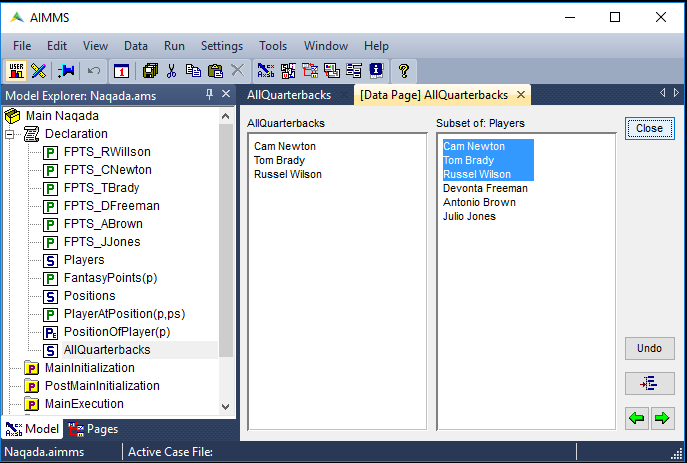 AIMMS
File Edit View Data Run Settings Tools Window Help
Model Explorer: Naqada.ams
AllQuarterbacks [Data Page] AllQuarterbacks
Main Naqada
Declaration
FPTS_RWillson
FPTS_CNewton
FPTS_TBrady
FPTS_DFreeman
FPTS_ABrown
FPTS_JJones
Players
FantasyPoints(p)
Positions
PlayerAtPosition(p,ps)
PositionOfPlayer(p)
AllQuarterbacks
MainInitialization
PostMainInitialization
MainExecution
Model Pages
AllQuarterbacks
Cam Newton
Tom Brady
Russel Wilson
Subset of: Players
Cam Newton
Tom Brady
Russel Wilson
Devonta Freeman
Antonio Brown
Julio Jones
Close
Undo
Naqada.aimms Active Case File: